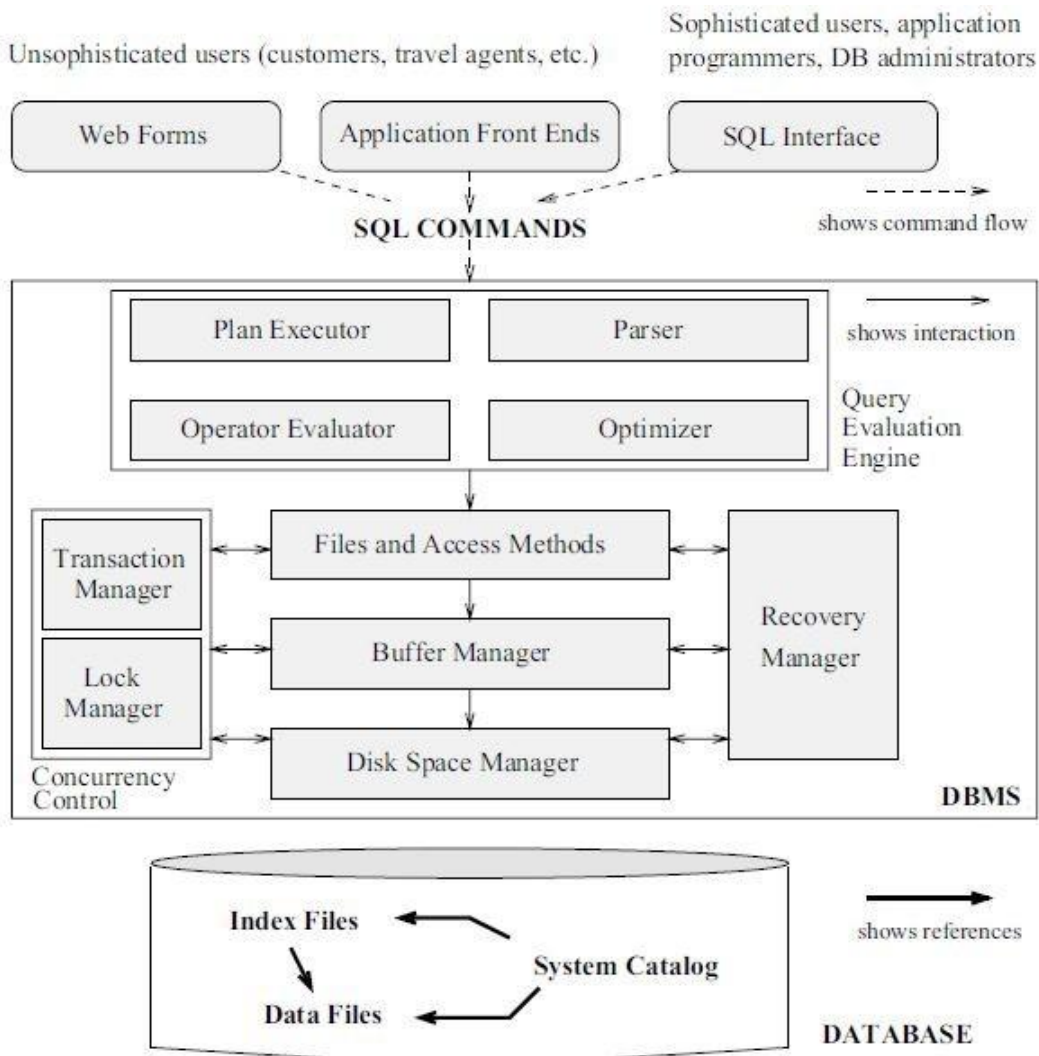 Unsophisticated users (customers, travel agents, etc.)
Sophisticated users, application
programmers, DB administrators
Web Forms
Application Front Ends
SQL Interface
SQL COMMANDS
shows command flow
Plan Executor
Parser
shows interaction
Operator Evaluator
Optimizer
Query
Evaluation
Engine
Transaction
Manager
Files and Access Methods
Recovery
Manager
Buffer Manager
Lock
Manager
Disk Space Manager
Concurrency
Control
DBMS
Index Files
shows references
System Catalog
Data Files
DATABASE